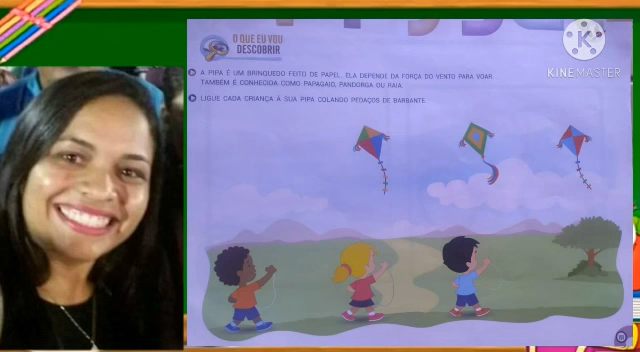 O QUE EU VOU
DESCOBRIR
A PIPA É UM BRINQUEDO FEITO DE PAPEL. ELA DEPENDE DA FORÇA DO VENTO PARA VOAR.
TAMBÉM É CONHECIDA COMO PAPAGAIO, PANDORGA OU RAIA.
LIGUE CADA CRIANÇA À SUA PIPA COLANDO PEDAÇOS DE BARBANTE.
K
KINEMASTER